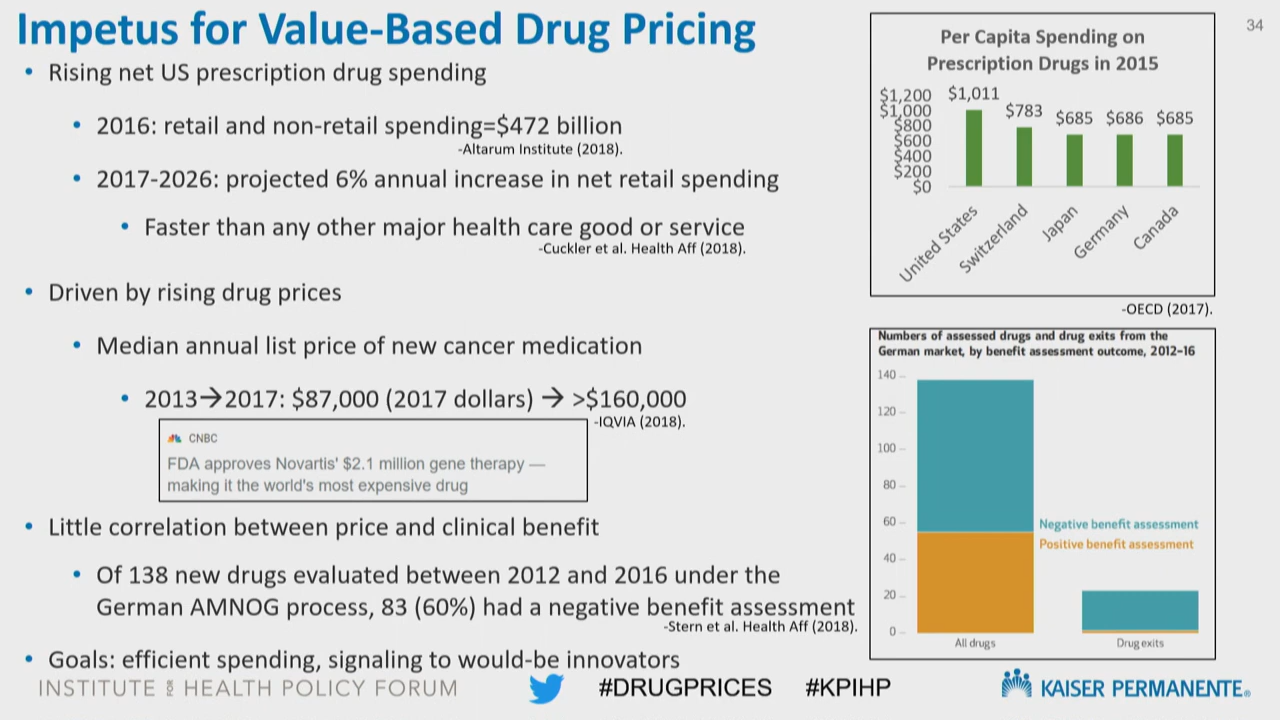 Impetus for Value-Based Drug Pricing
34
• Rising net US prescription drug spending
• 2016: retail and non-retail spending=$472 billion
-Altarum Institute (2018).
• 2017-2026: projected 6% annual increase in net retail spending
• Faster than any other major health care good or service
-Cuckler et al. Health Aff (2018).
• Driven by rising drug prices
• Median annual list price of new cancer medication
• 2013→2017: $87,000 (2017 dollars) → >$160,000
-IQVIA (2018).
CNBC
FDA approves Novartis' $2.1 million gene therapy —
making it the world's most expensive drug
• Little correlation between price and clinical benefit
• Of 138 new drugs evaluated between 2012 and 2016 under the
German AMNOG process, 83 (60%) had a negative benefit assessment
-Stern et al. Health Aff (2018).
• Goals: efficient spending, signaling to would-be innovators
Per Capita Spending on
Prescription Drugs in 2015
$1,200
$1,000
$800
$600
$400
$200
$0
$1,011
$783
$685
$686
$685
United States
Switzerland
Japan
Germany
Canada
-OECD (2017).
Numbers of assessed drugs and drug exits from the
German market, by benefit assessment outcome, 2012–16
140
120
100
80
60
40
20
0
Negative benefit assessment
Positive benefit assessment
All drugs
Drug exits
INSTITUTE FOR HEALTH POLICY FORUM
#DRUGPRICES #KPIHP
KAISER PERMANENTE®